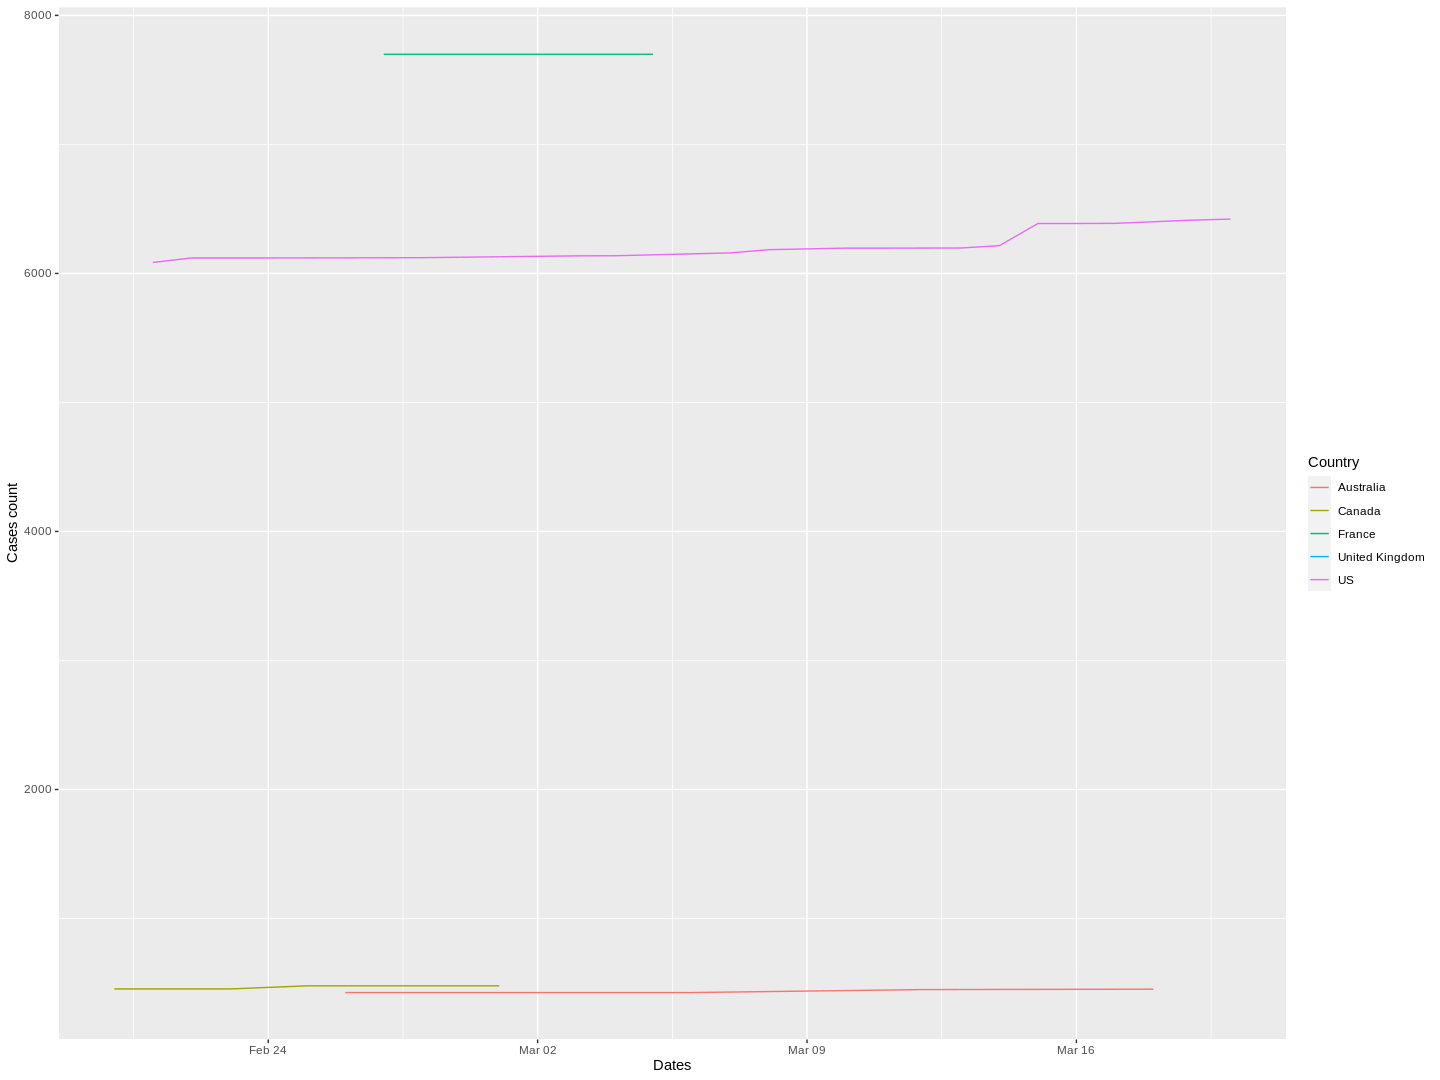 8000
6000
4000
2000
Cases count
Feb 24
Mar 02
Mar 09
Mar 16
Dates
Country
Australia
Canada
France
United Kingdom
US